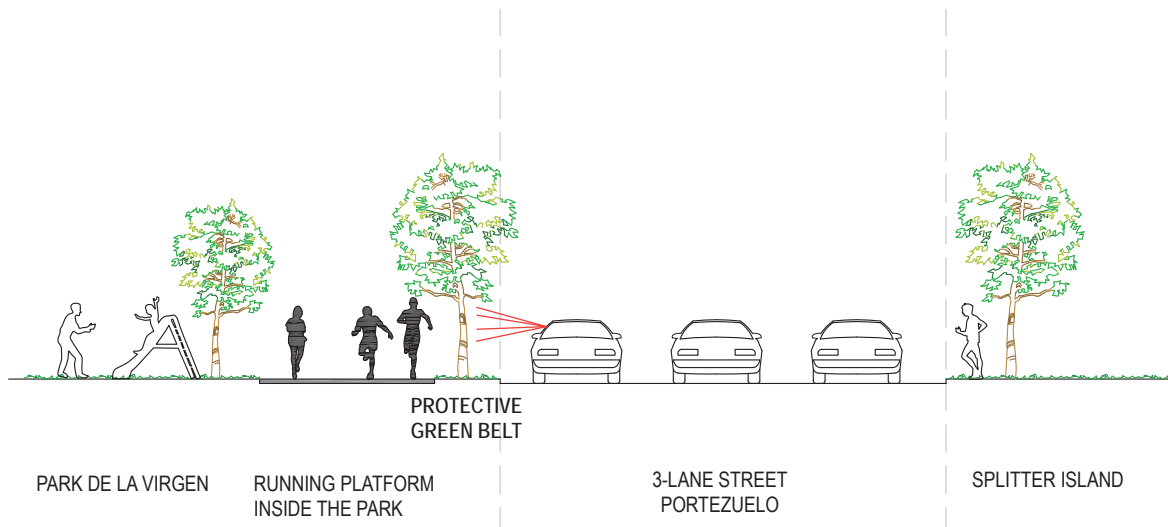 PROTECTIVE
GREEN BELT
PARK DE LA VIRGEN
RUNNING PLATFORM
INSIDE THE PARK
3-LANE STREET
PORTEZUELO
SPLITTER ISLAND